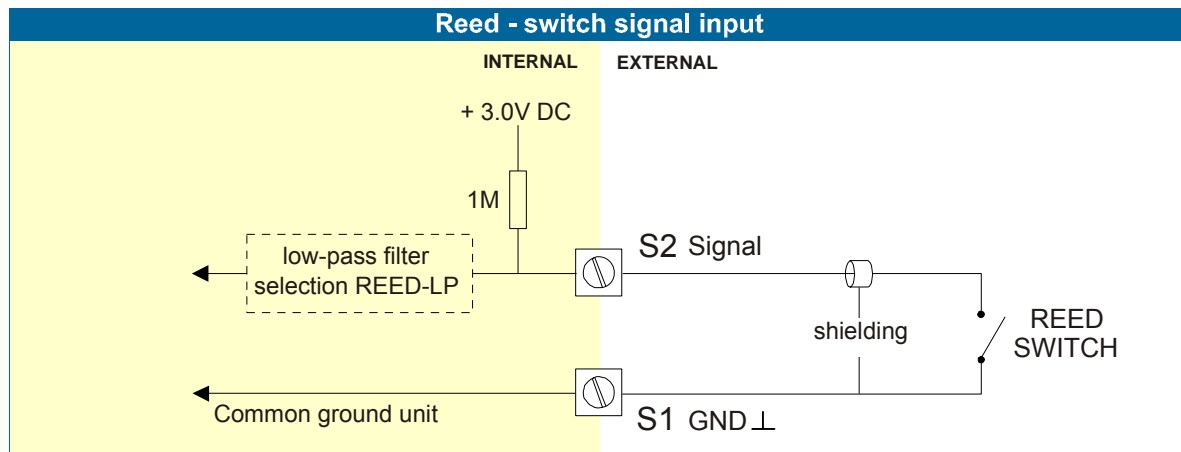 Reed - switch signal input
INTERNAL
EXTERNAL
+ 3.0V DC
1M
low-pass filter
selection REED-LP
S2 Signal
shielding
REED
SWITCH
Common ground unit
S1 GND⊥